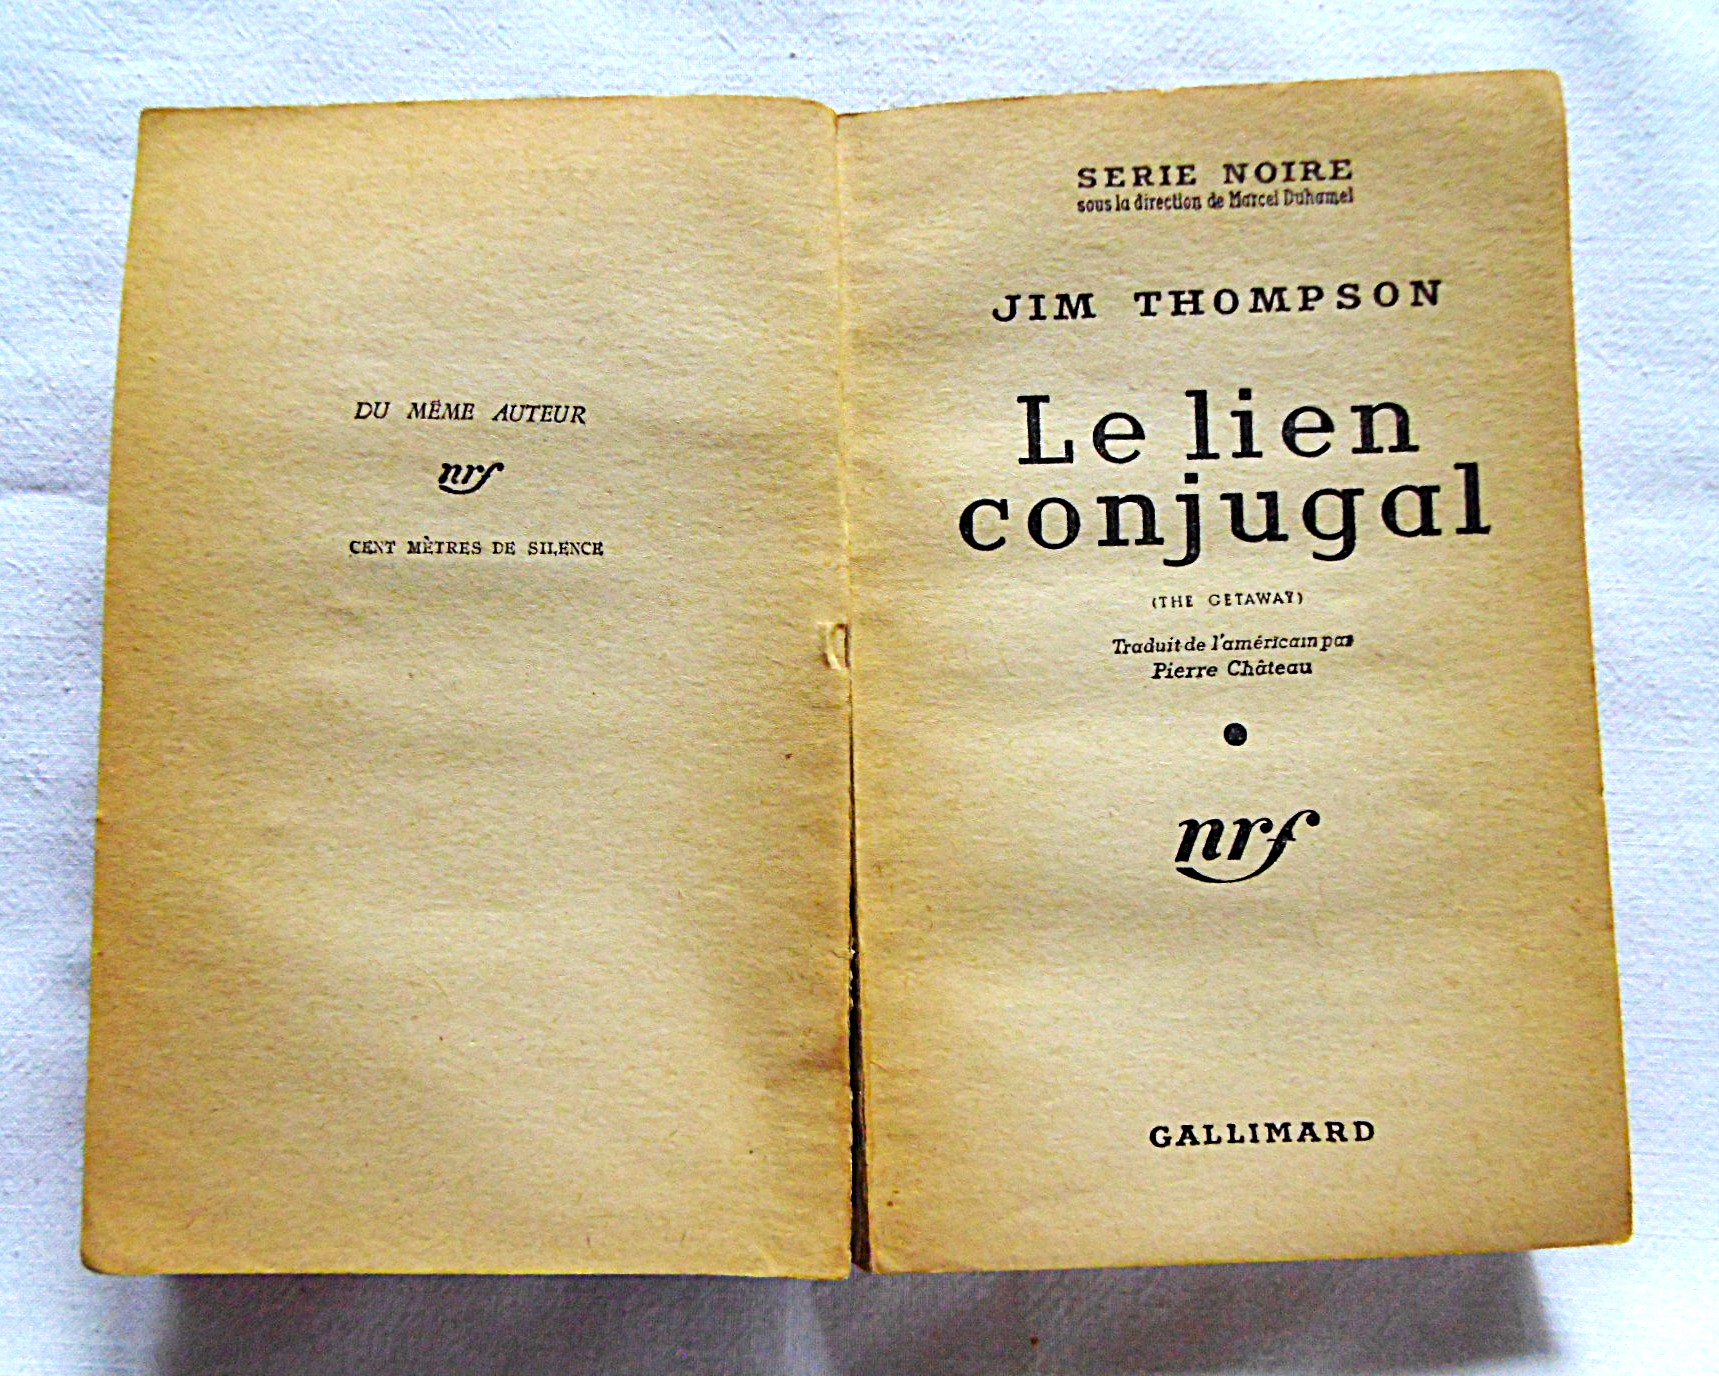 DU MÊME AUTEUR
nrf
CENT MÈTRES DE SILENCE
SERIE NOIRE
sous la direction de Marcel Duhamel
JIM THOMPSON
Le lien
conjugal
(THE GETAWAY)
Traduit de l'américain par
Pierre Château
nrf
GALLIMARD